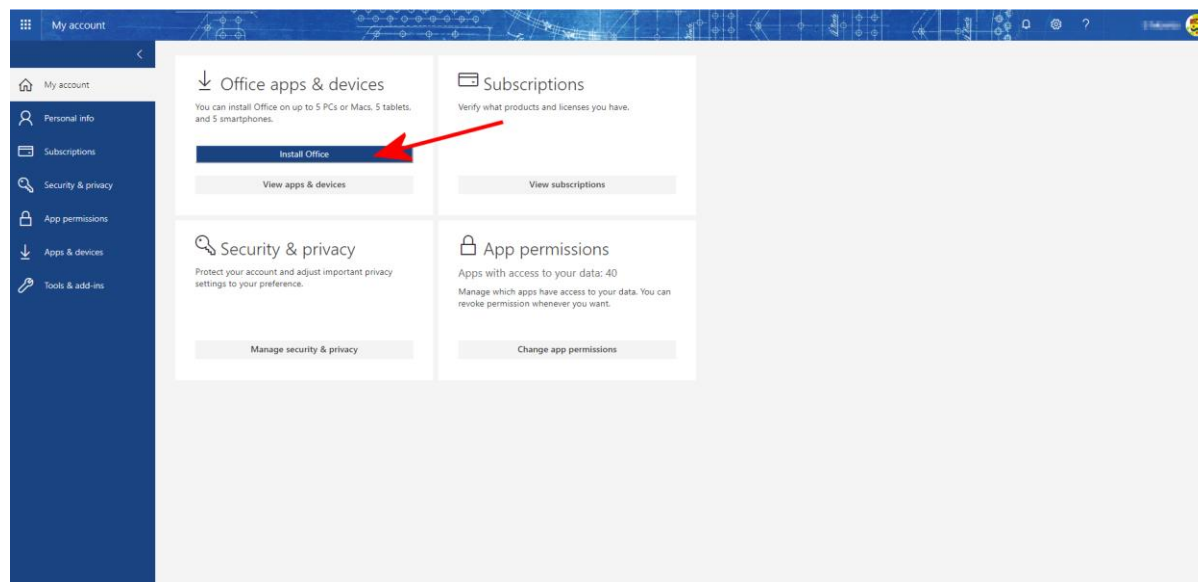 My account
?
My account
Personal info
Subscriptions
Security & privacy
App permissions
Apps & devices
Tools & add-ins
Office apps & devices
You can install Office on up to 5 PCs or Macs, 5 tablets,
and 5 smartphones.
Install Office
View apps & devices
Subscriptions
Verify what products and licenses you have.
View subscriptions
Security & privacy
Protect your account and adjust important privacy
settings to your preference.
Manage security & privacy
App permissions
Apps with access to your data: 40
Manage which apps have access to your data. You can
revoke permission whenever you want.
Change app permissions